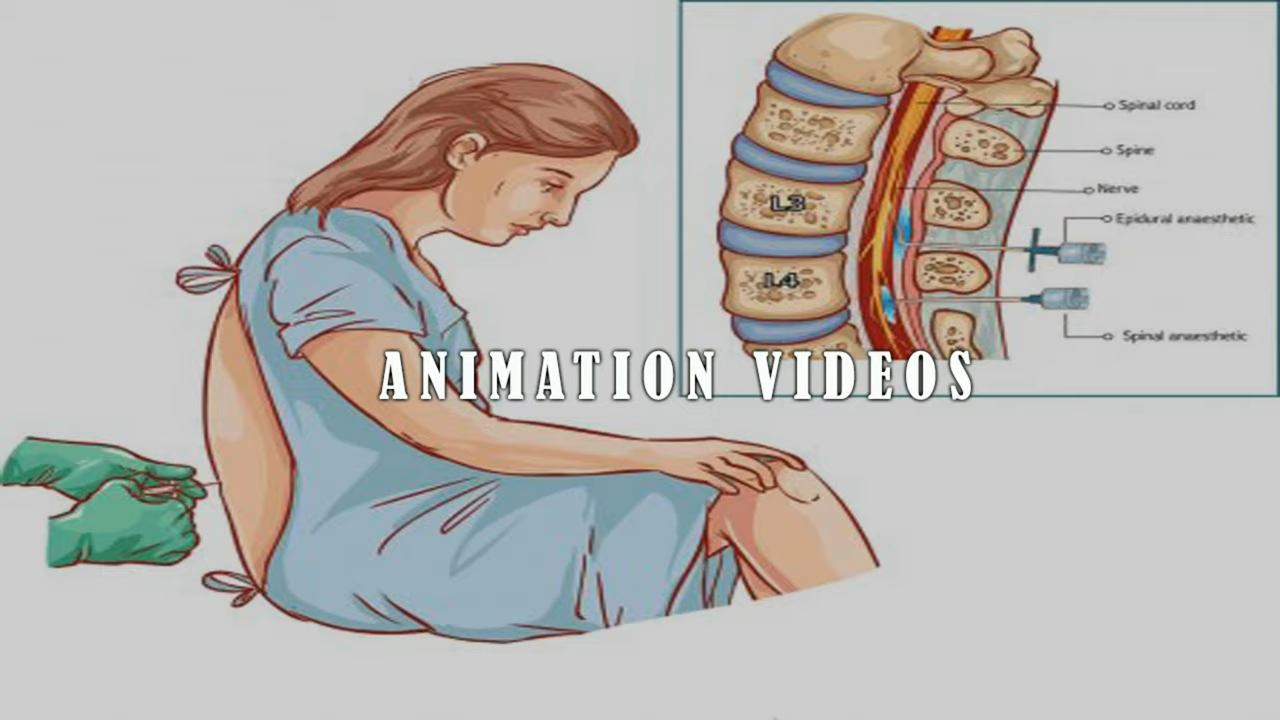 Spinal cord
Spine
Nerve
Epidural anaesthetic
L3
L4
Spinal anaesthetic
ANIMATION VIDEOS